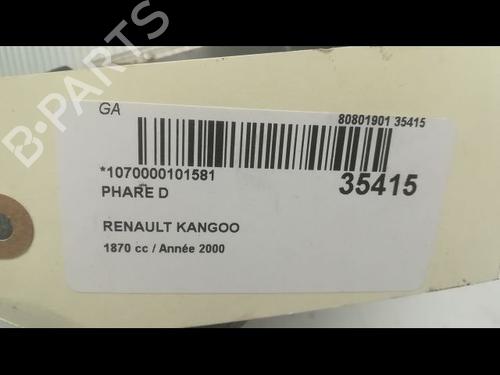 GA
80801901 35415
*1070000101581
35415
PHARE D
RENAULT KANGOO
1870 cc / Année 2000
B-PARTS